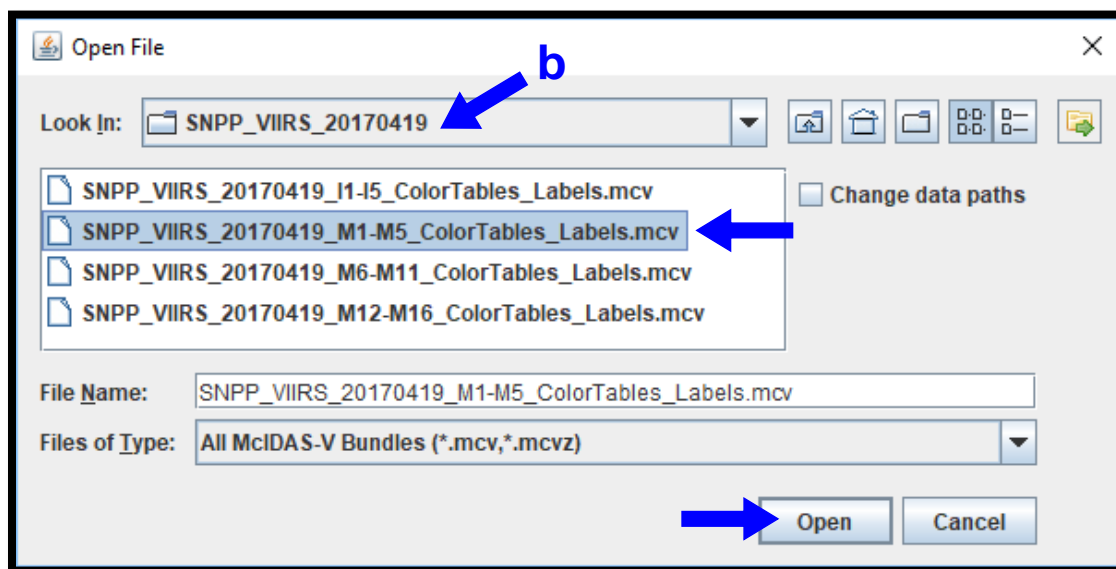 Open File
b
Look In: SNPP_VIIRS_20170419
SNPP_VIIRS_20170419_I1-I5_ColorTables_Labels.mcv
Change data paths
SNPP_VIIRS_20170419_M1-M5_ColorTables_Labels.mcv
SNPP_VIIRS_20170419_M6-M11_ColorTables_Labels.mcv
SNPP_VIIRS_20170419_M12-M16_ColorTables_Labels.mcv
File Name: SNPP_VIIRS_20170419_M1-M5_ColorTables_Labels.mcv
Files of Type: All McIDAS-V Bundles (*.mcv,*.mcvz)
Open Cancel